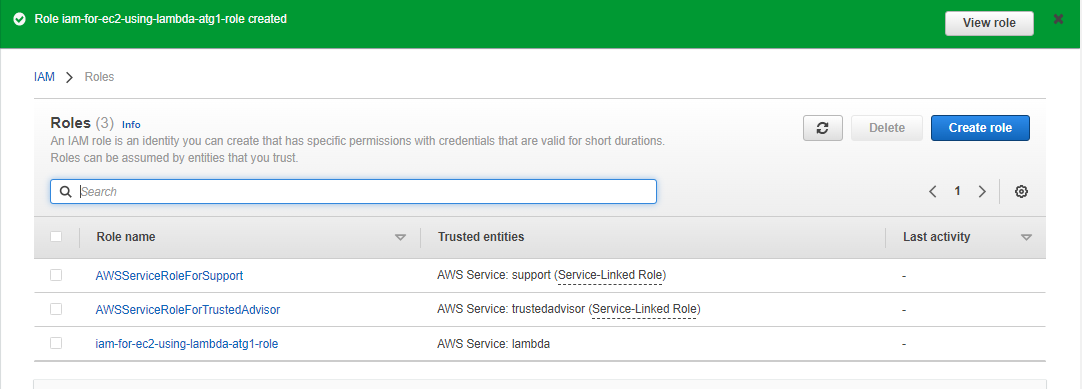 Role iam-for-ec2-using-lambda-atg1-role created
View role
IAM > Roles
Roles (3) Info
An IAM role is an identity you can create that has specific permissions with credentials that are valid for short durations.
Roles can be assumed by entities that you trust.
Delete
Create role
Search
1
Role name
Trusted entities
Last activity
AWSServiceRoleForSupport AWS Service: support (Service-Linked Role) -
AWSServiceRoleForTrustedAdvisor AWS Service: trustedadvisor (Service-Linked Role) -
iam-for-ec2-using-lambda-atg1-role AWS Service: lambda -